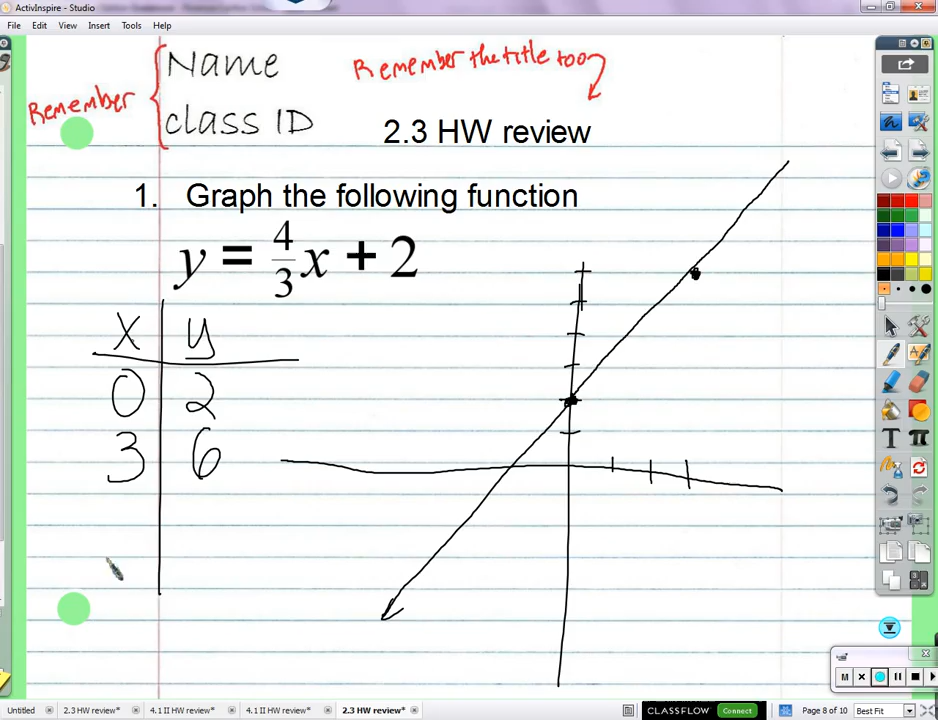 ActivInspire - Studio
File Edit View Insert Tools Help
Name
Remember the title too
Remember
class ID
2.3 HW review
1. Graph the following function
y = 4/3 x + 2
x y
0 2
3 6
Untitled 2.3 HW review* 4.1 II HW review* 4.1 II HW review* 2.3 HW review* CLASSFLOW Connect Page 8 of 10 Best Fit
M